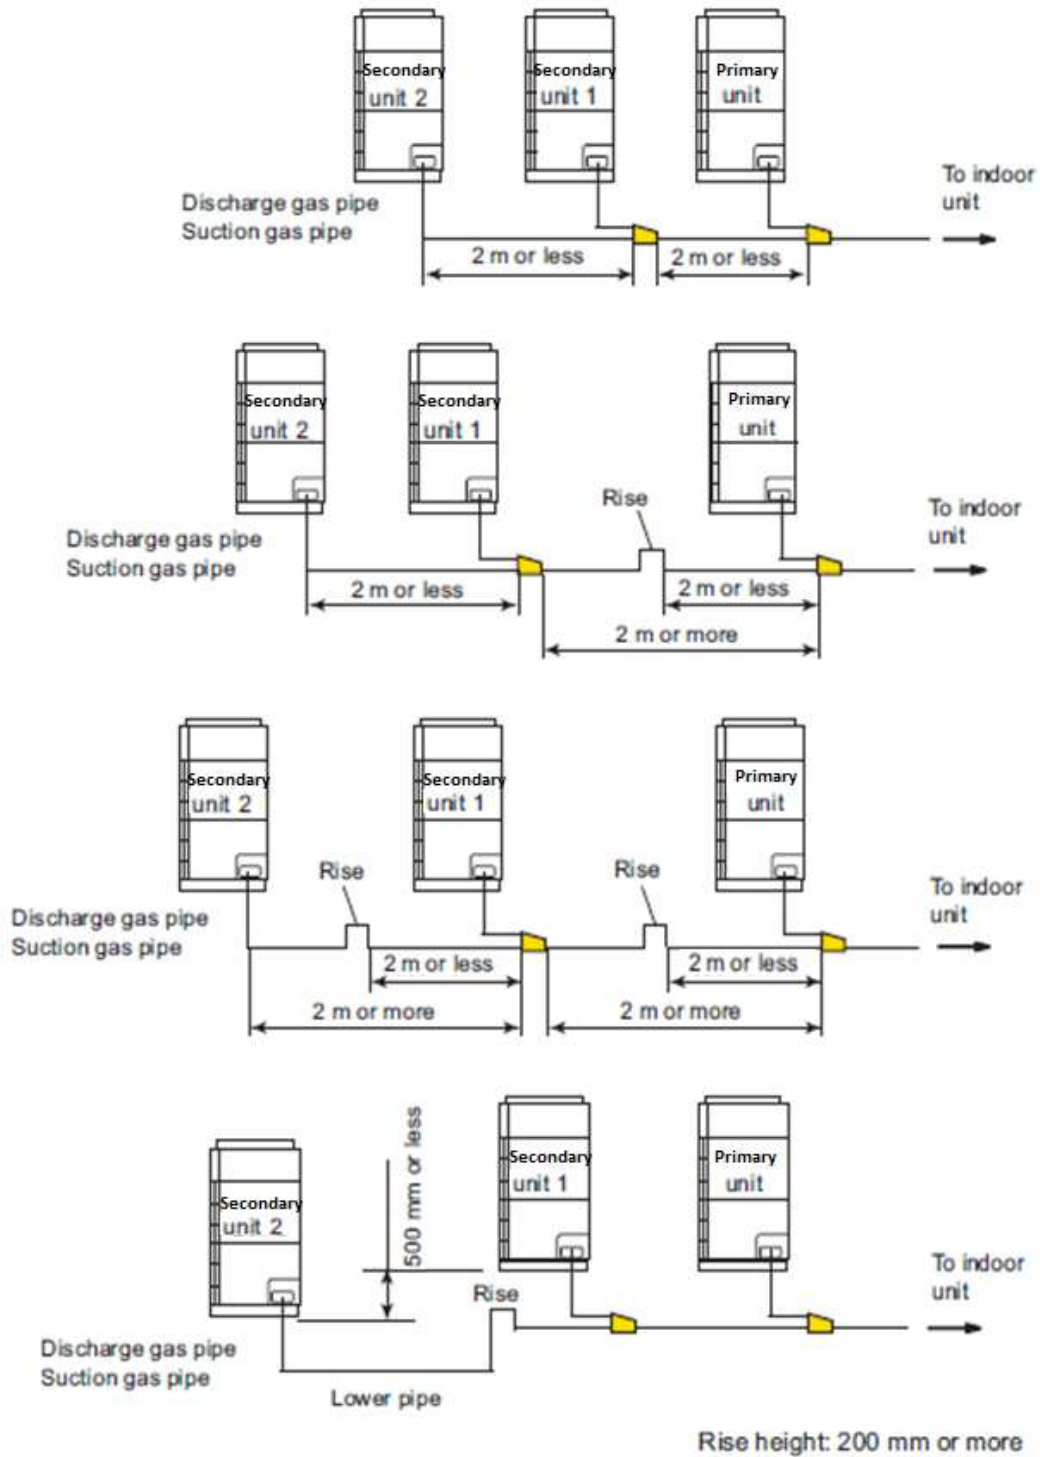 Secondary
unit 2
Secondary
unit 1
Primary
unit
To indoor
unit
Discharge gas pipe
Suction gas pipe
2 m or less
2 m or less
Secondary
unit 2
Secondary
unit 1
Primary
unit
Rise
To indoor
unit
Discharge gas pipe
Suction gas pipe
2 m or less
2 m or less
2 m or more
Secondary
unit 2
Secondary
unit 1
Primary
unit
Rise
Rise
To indoor
unit
Discharge gas pipe
Suction gas pipe
2 m or less
2 m or less
2 m or more
2 m or more
Secondary
unit 2
500 mm or less
Secondary
unit 1
Primary
unit
Rise
To indoor
unit
Discharge gas pipe
Suction gas pipe
Lower pipe
Rise height: 200 mm or more